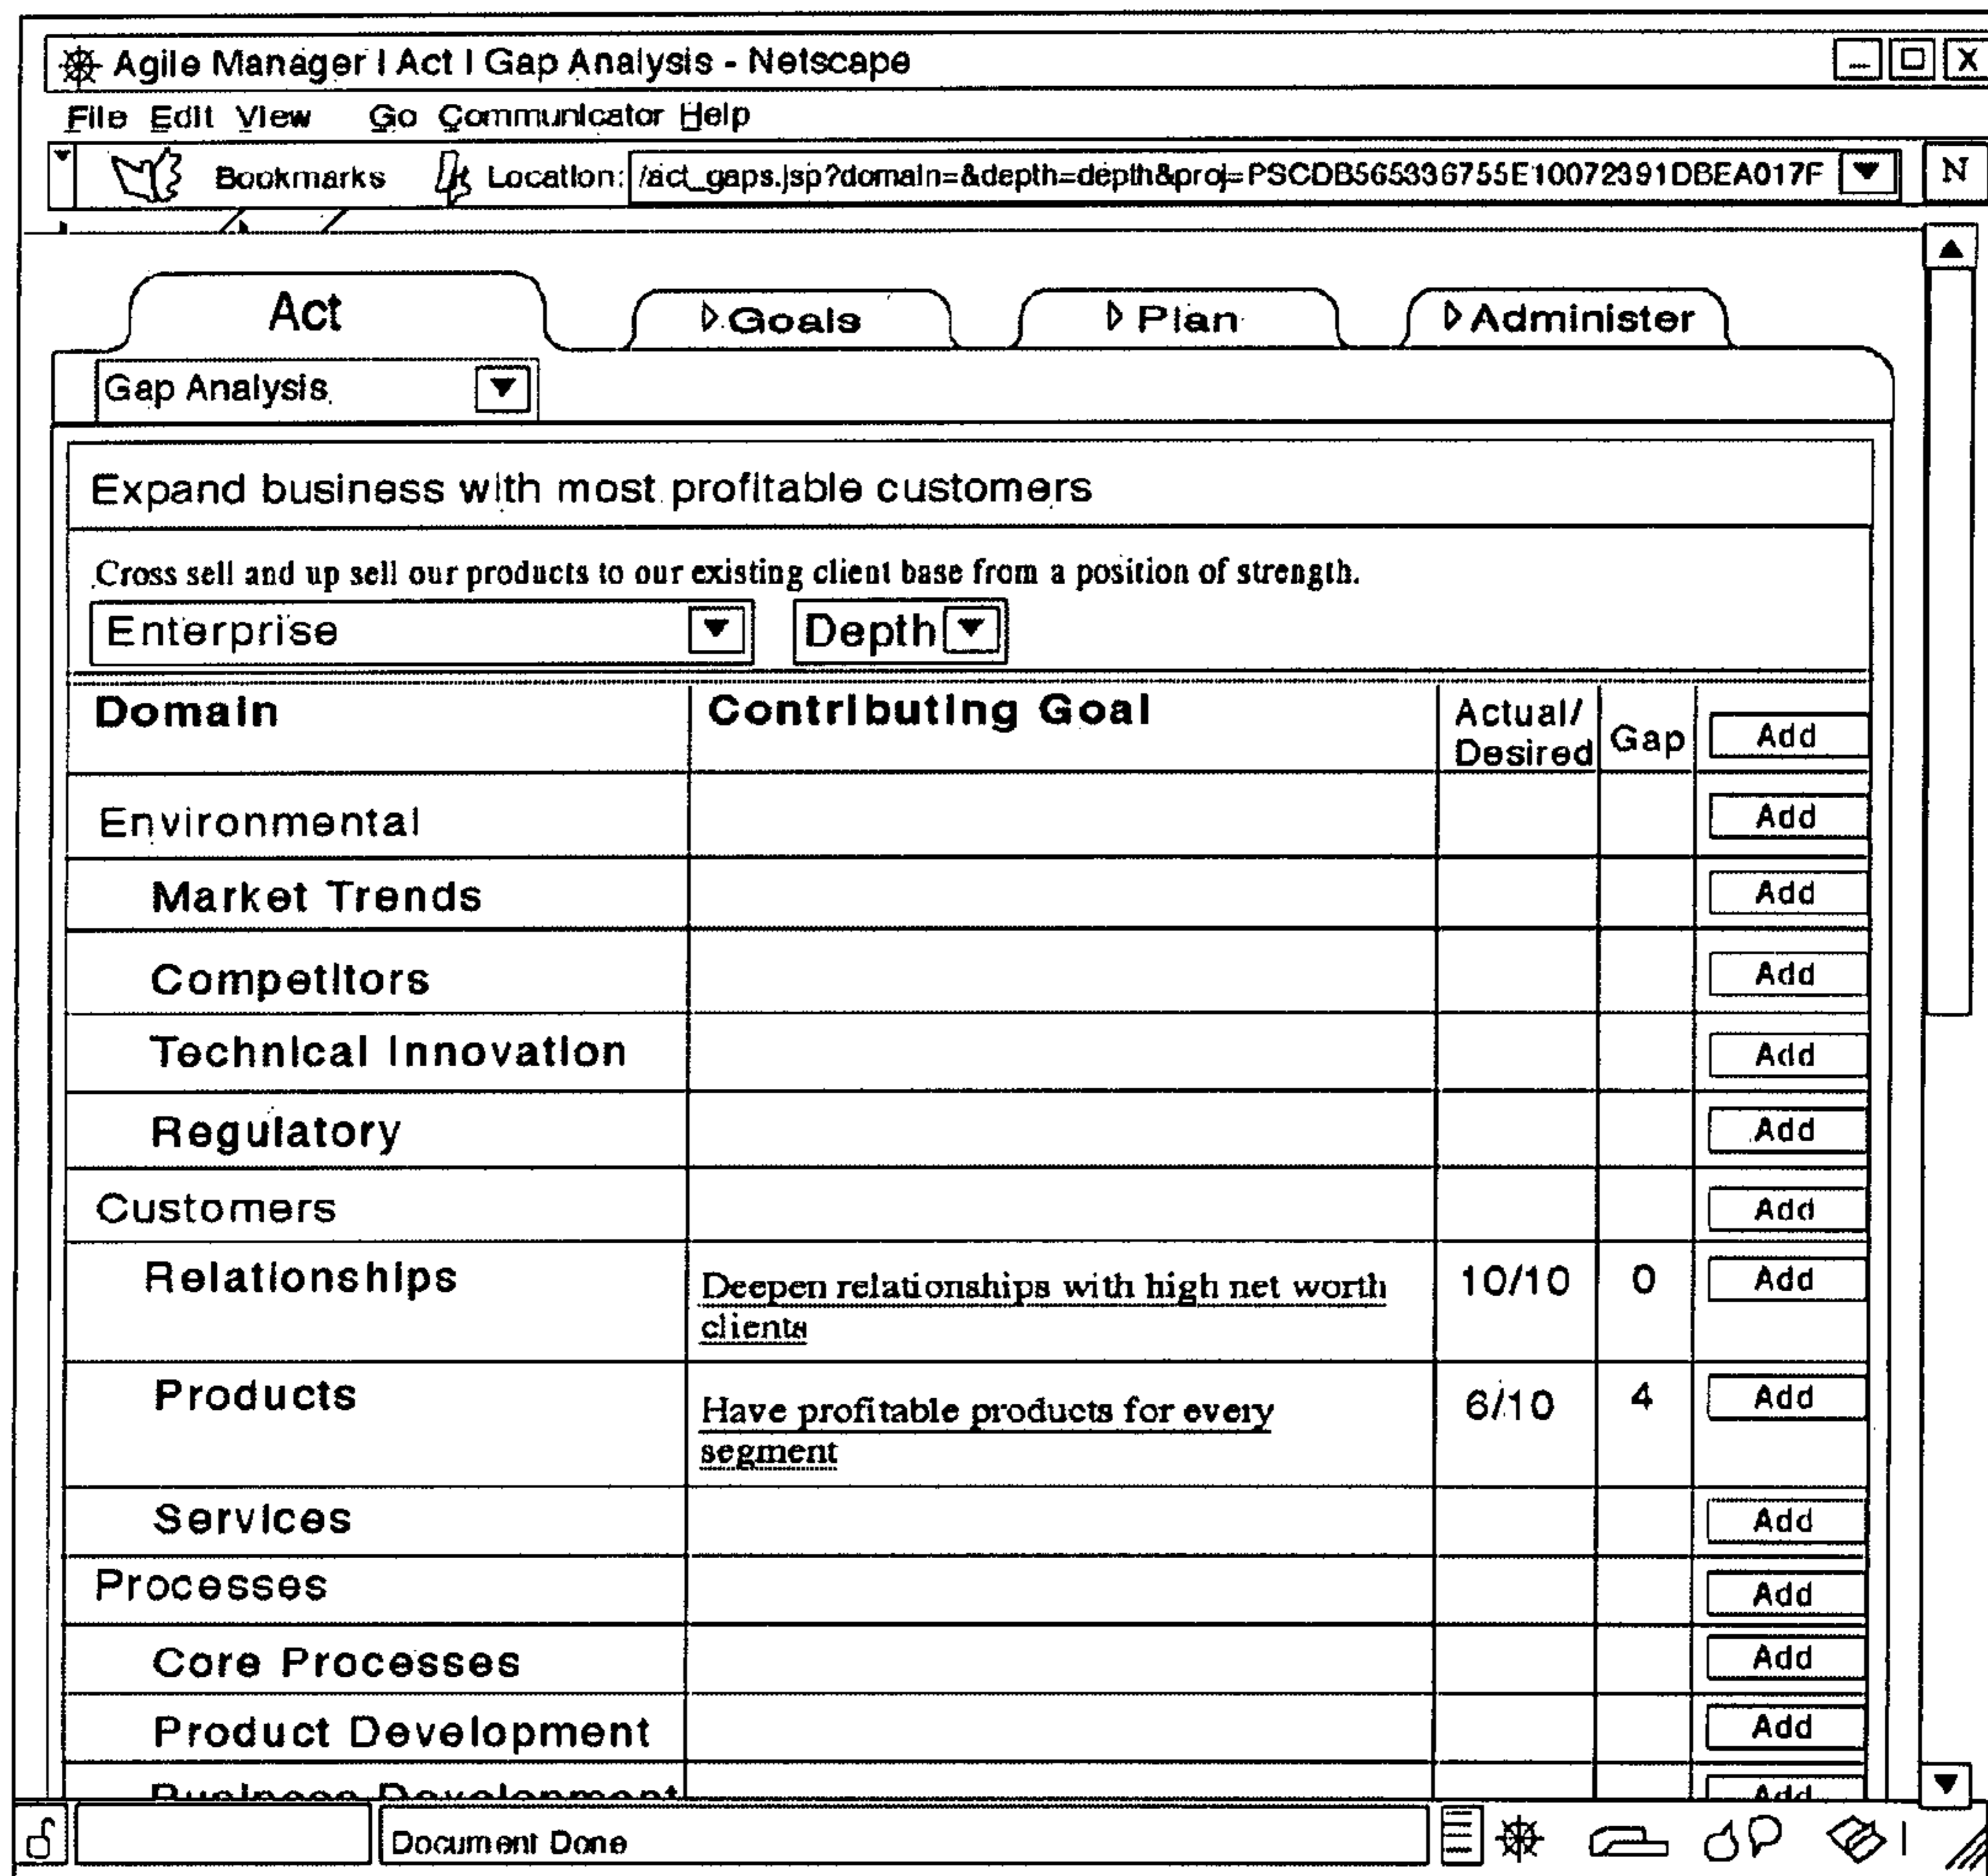 Agile Manager | Act | Gap Analysis - Netscape
File Edit View Go Communicator Help
Bookmarks Location: /act_gaps.jsp?domain=&depth=depth&proj=PSCDB565336755E10072391DBEA017F N
Act Goals Plan Administer
Gap Analysis
Expand business with most profitable customers
Cross sell and up sell our products to our existing client base from a position of strength.
Enterprise Depth
Domain Contributing Goal Actual/ Desired Gap Add
Environmental Add
Market Trends Add
Competitors Add
Technical Innovation Add
Regulatory Add
Customers Add
Relationships Deepen relationships with high net worth 10/10 0 Add
clients
Products Have profitable products for every 6/10 4 Add
segment
Services Add
Processes Add
Core Processes Add
Product Development Add
Business Development Add
Document Done